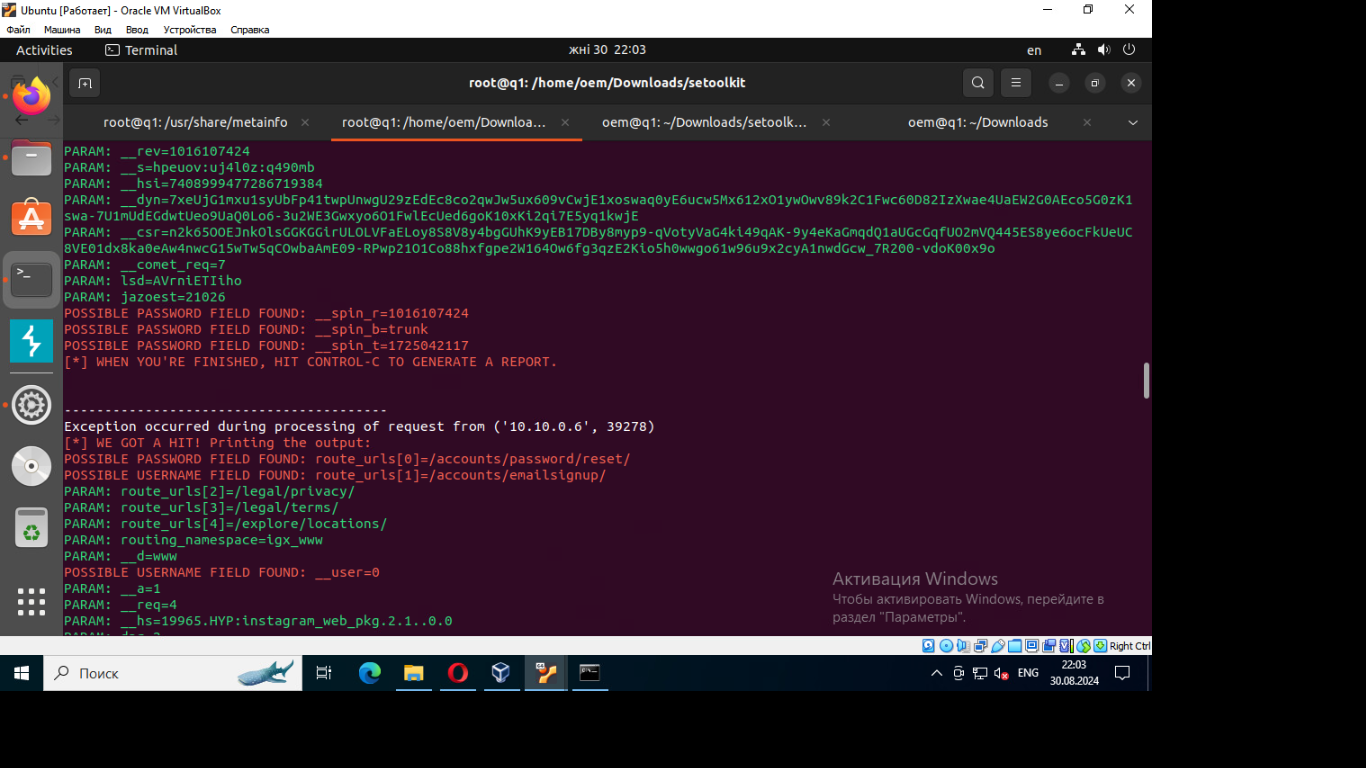 Ubuntu [Работает] - Oracle VM VirtualBox
Файл Машина Вид Ввод Устройства Справка
Activities Terminal жні 30 22:03 en
root@q1: /home/oem/Downloads/setoolkit
root@q1: /usr/share/metainfo root@q1: /home/oem/Downloa... oem@q1: ~/Downloads/setoolk... oem@q1: ~/Downloads
PARAM: __rev=1016107424
PARAM: __s=hpeuov:uj4l0z:q490mb
PARAM: __hsi=7408999477286719384
PARAM: __dyn=7xeUjG1mxu1syUbFp41twpUnwgU29zEdEc8co2qwJw5ux609vCwjE1xoswaq0yE6ucw5Mx612xO1ywOwv89k2C1Fwc60D82IzXwae4UaEW2G0AEco5G0zK1
swa-7U1mUdEGdwtUeo9UaQ0Lo6-3u2WE3Gwxyo6O1FwlEcUed6goK10xKi2qi7E5yq1kwjE
PARAM: __csr=n2k65OOEJnkOlsGGKGGirULOLVFaELoy8S8V8y4bgGUhK9yEB17DBy8myp9-qVotyVaG4ki49qAK-9y4eKaGmqdQ1aUGcGqfUO2mVQ445ES8ye6ocFkUeUC
8VE01dx8ka0eAw4nwcG15wTw5qCOwbaAmE09-RPwp21O1Co88hxfgpe2W164Ow6fg3qzE2Kio5h0wwgo61w96u9x2cyA1nwdGcw_7R200-vdoK00x9o
PARAM: __comet_req=7
PARAM: lsd=AVrniETIiho
PARAM: jazoest=21026
POSSIBLE PASSWORD FIELD FOUND: __spin_r=1016107424
POSSIBLE PASSWORD FIELD FOUND: __spin_b=trunk
POSSIBLE PASSWORD FIELD FOUND: __spin_t=1725042117
[*] WHEN YOU'RE FINISHED, HIT CONTROL-C TO GENERATE A REPORT.
----------------------------------------
Exception occurred during processing of request from ('10.10.0.6', 39278)
[*] WE GOT A HIT! Printing the output:
POSSIBLE PASSWORD FIELD FOUND: route_urls[0]=/accounts/password/reset/
POSSIBLE USERNAME FIELD FOUND: route_urls[1]=/accounts/emailsignup/
PARAM: route_urls[2]=/legal/privacy/
PARAM: route_urls[3]=/legal/terms/
PARAM: route_urls[4]=/explore/locations/
PARAM: routing_namespace=igx_www
PARAM: __d=www
POSSIBLE USERNAME FIELD FOUND: __user=0
PARAM: __a=1
PARAM: __req=4
PARAM: __hs=19965.HYP:instagram_web_pkg.2.1..0.0
Активация Windows
Чтобы активировать Windows, перейдите в
раздел "Параметры".
Right Ctrl
Поиск
ENG
22:03
30.08.2024